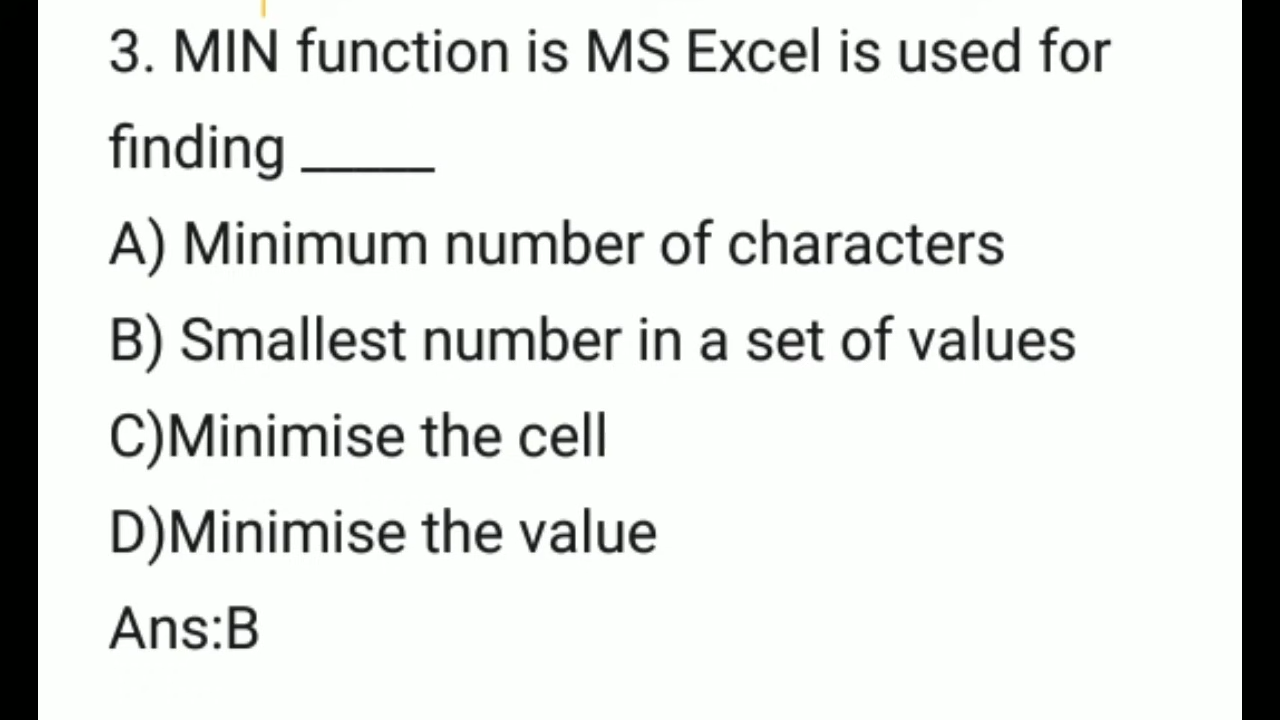 3. MIN function is MS Excel is used for
finding _____
A) Minimum number of characters
B) Smallest number in a set of values
C)Minimise the cell
D)Minimise the value
Ans:B